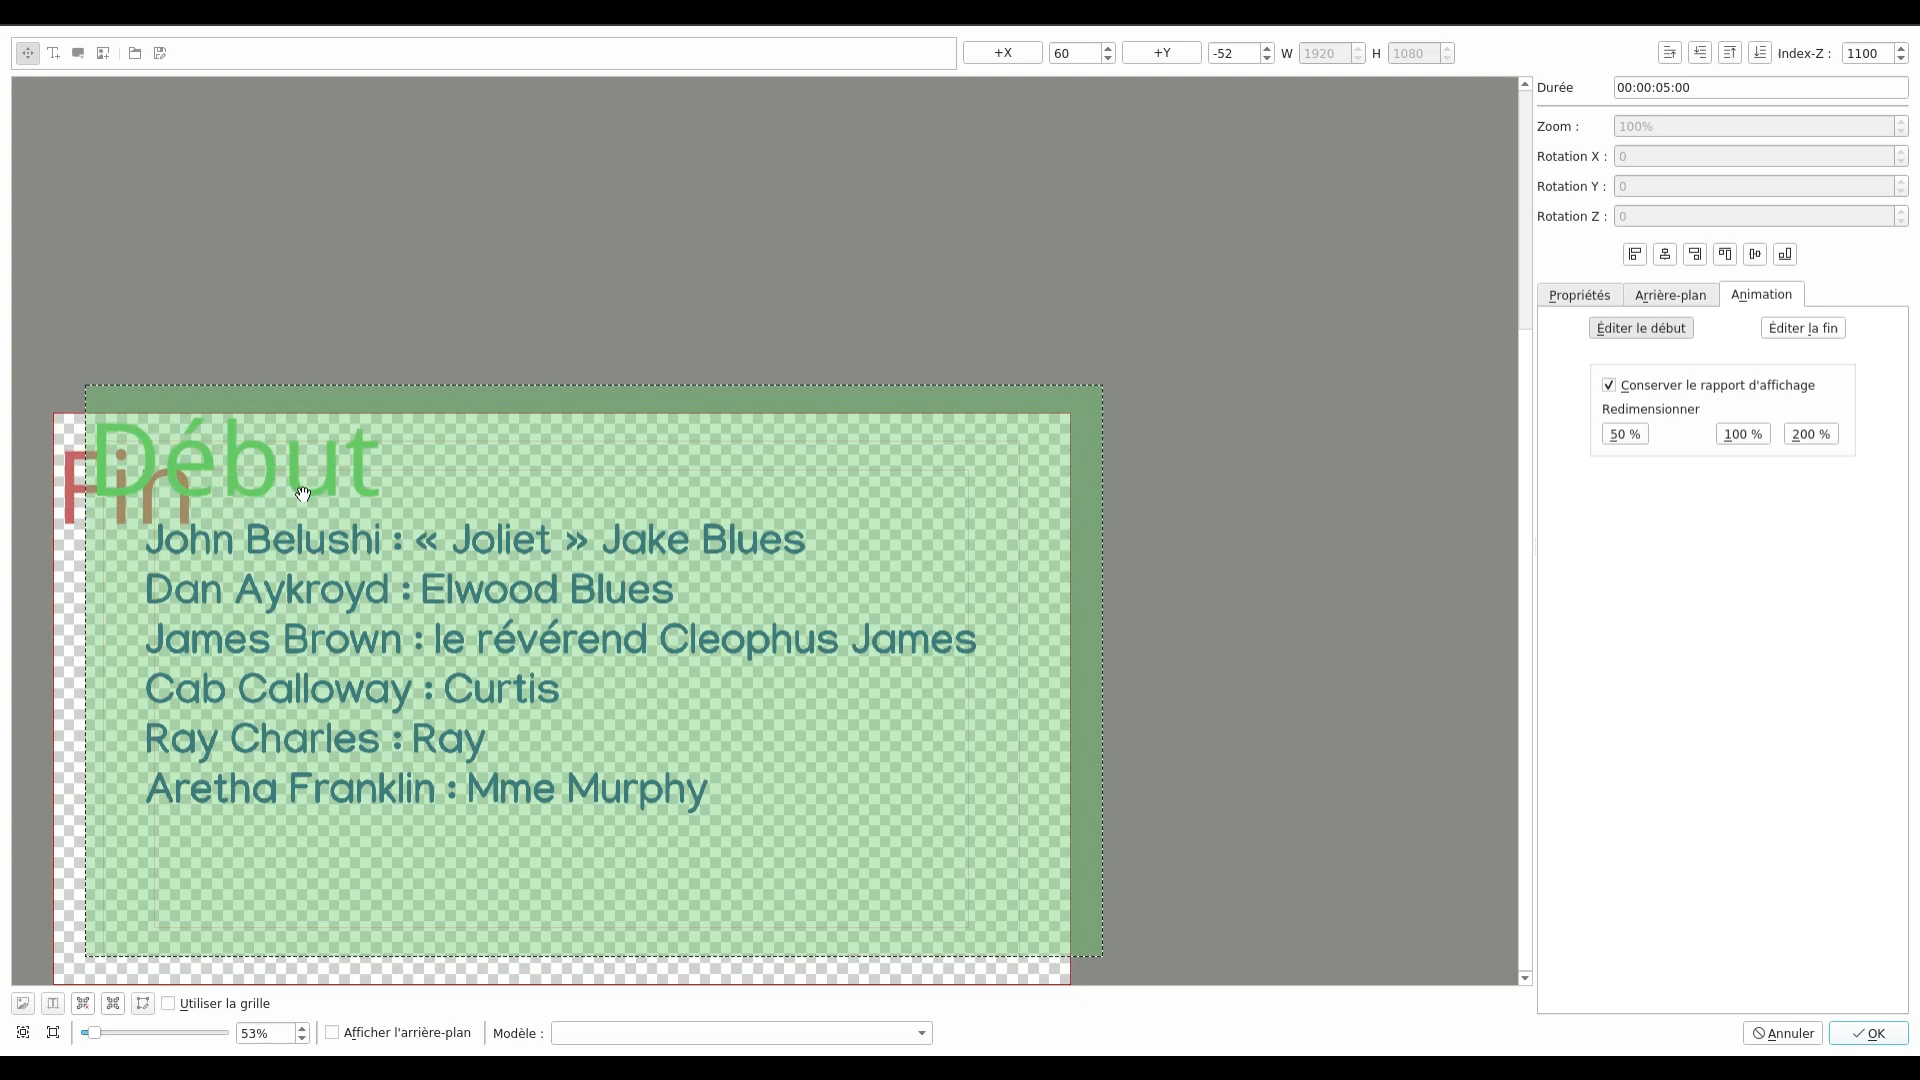 +X 60 +Y -52 W 1920 H 1080 Index-Z : 1100
Durée 00:00:05:00
Zoom : 100%
Rotation X : 0
Rotation Y : 0
Rotation Z : 0
Propriétés Arrière-plan Animation
Éditer le début Éditer la fin
Conserver le rapport d'affichage
Redimensionner
50 % 100 % 200 %
Début
Fin
John Belushi : « Joliet » Jake Blues
Dan Aykroyd : Elwood Blues
James Brown : le révérend Cleophus James
Cab Calloway : Curtis
Ray Charles : Ray
Aretha Franklin : Mme Murphy
Utiliser la grille
53% Afficher l'arrière-plan Modèle :
Annuler OK